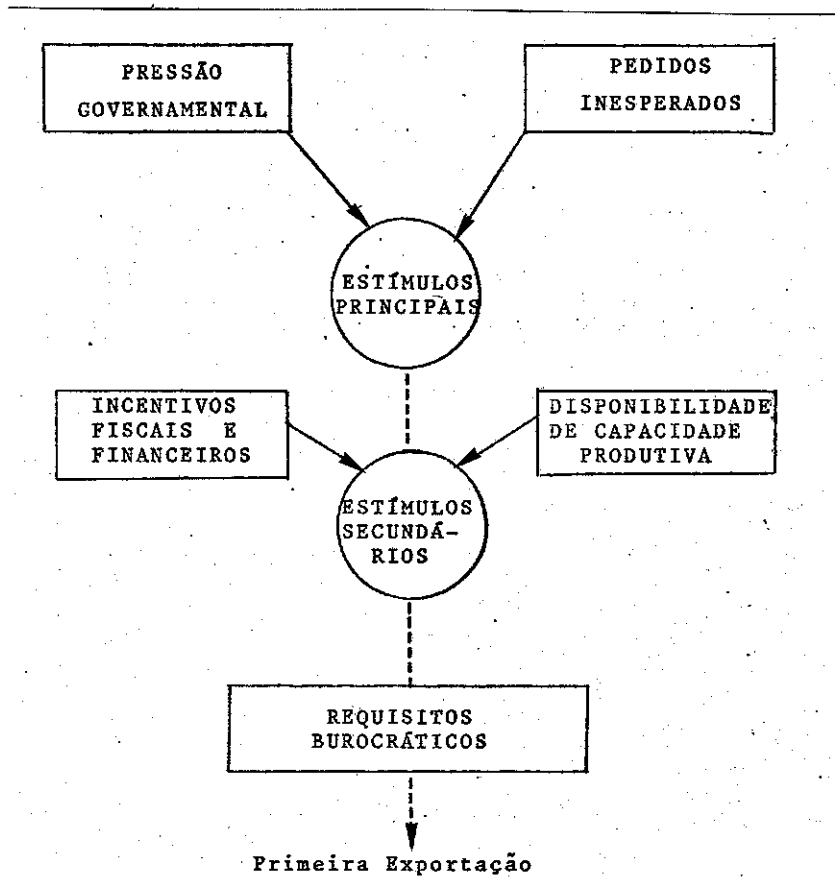 PRESSÃO
GOVERNAMENTAL
PEDIDOS
INESPERADOS
ESTÍMULOS
PRINCIPAIS
INCENTIVOS
FISCAIS E
FINANCEIROS
DISPONIBILIDADE
DE CAPACIDADE
PRODUTIVA
ESTÍMULOS
SECUNDÁ-
RIOS
REQUISITOS
BUROCRÁTICOS
Primeira Exportação